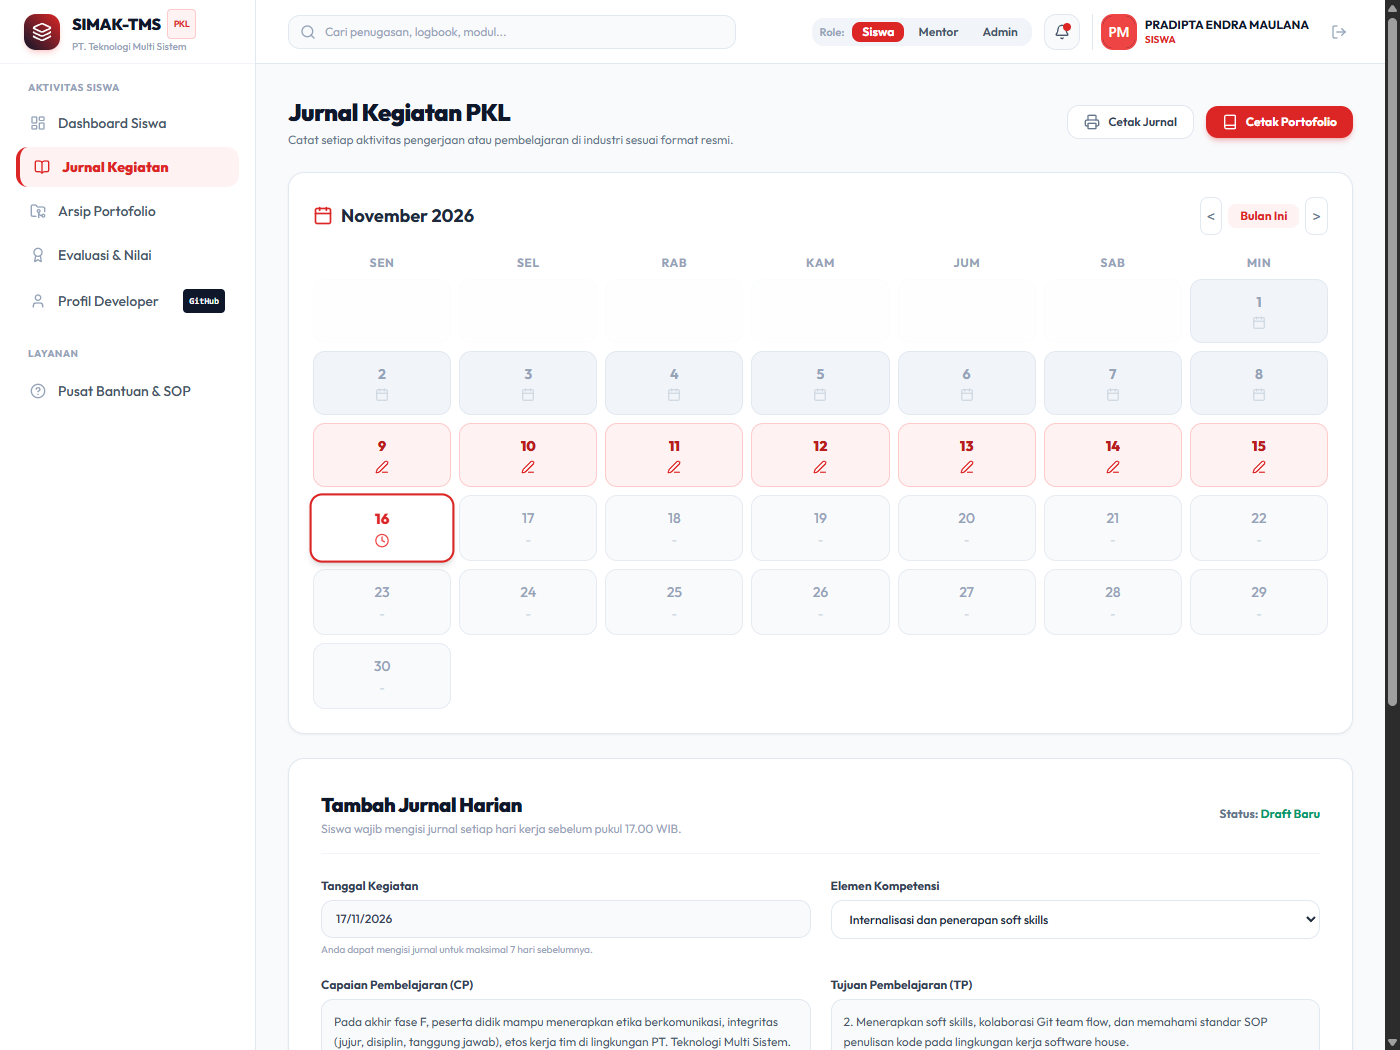 SIMAK-TMS PKL
PT. Teknologi Multi Sistem
Cari penugasan, logbook, modul...
Role: Siswa Mentor Admin
PM
PRADIPTA ENDRA MAULANA
SISWA
AKTIVITAS SISWA
Dashboard Siswa
Jurnal Kegiatan
Arsip Portofolio
Evaluasi & Nilai
Profil Developer GitHub
LAYANAN
Pusat Bantuan & SOP
Jurnal Kegiatan PKL
Catat setiap aktivitas pengerjaan atau pembelajaran di industri sesuai format resmi.
Cetak Jurnal
Cetak Portofolio
November 2026
< Bulan Ini >
SEN SEL RAB KAM JUM SAB MIN
1
2 3 4 5 6 7 8
9 10 11 12 13 14 15
16 17 18 19 20 21 22
- - - - - -
23 24 25 26 27 28 29
- - - - - - -
30
-
Tambah Jurnal Harian
Siswa wajib mengisi jurnal setiap hari kerja sebelum pukul 17.00 WIB.
Status: Draft Baru
Tanggal Kegiatan
17/11/2026
Anda dapat mengisi jurnal untuk maksimal 7 hari sebelumnya.
Elemen Kompetensi
Internalisasi dan penerapan soft skills
Capaian Pembelajaran (CP)
Pada akhir fase F, peserta didik mampu menerapkan etika berkomunikasi, integritas
(jujur, disiplin, tanggung jawab), etos kerja tim di lingkungan PT. Teknologi Multi Sistem.
Tujuan Pembelajaran (TP)
2. Menerapkan soft skills, kolaborasi Git team flow, dan memahami standar SOP
penulisan kode pada lingkungan kerja software house.